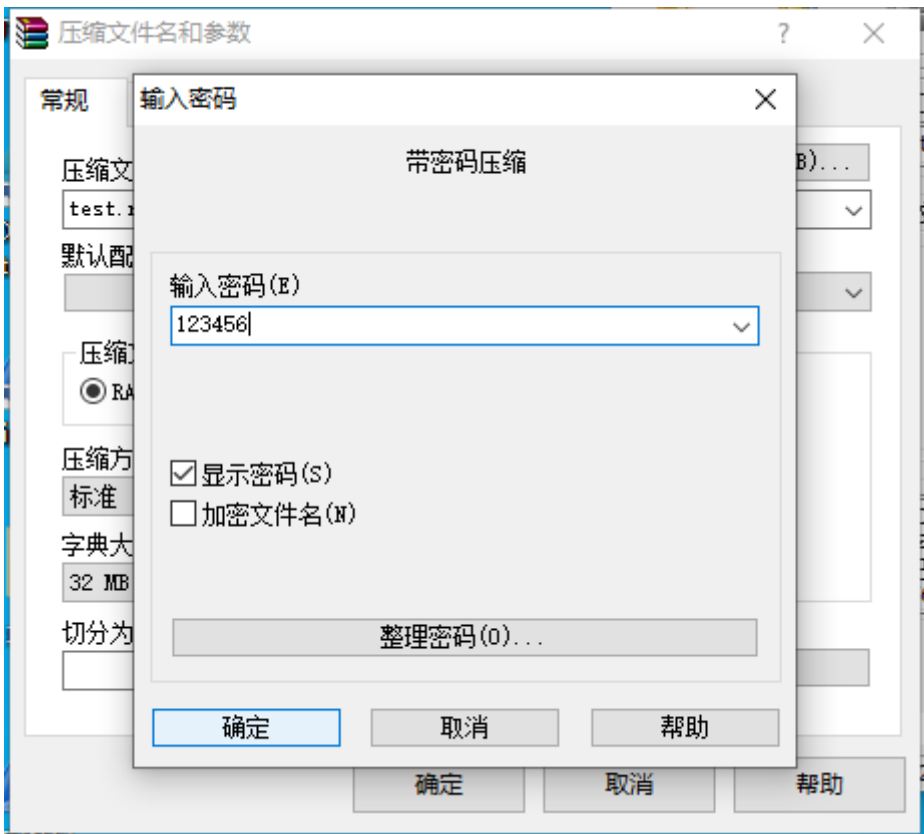 压缩文件名和参数
?
常规
输入密码
带密码压缩
压缩文
B)...
test.r
默认配
输入密码(E)
123456
压缩文
RA
压缩方
标准
显示密码(S)
加密文件名(N)
字典大
32 MB
切分为
整理密码(O)...
确定 取消 帮助
确定 取消 帮助